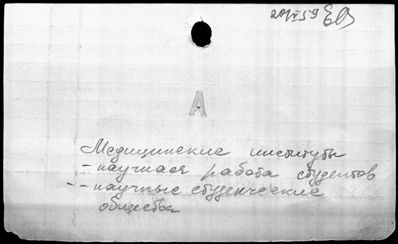 А
Медицинские институты
- научная работа студентов
-- научные студенческие
общества